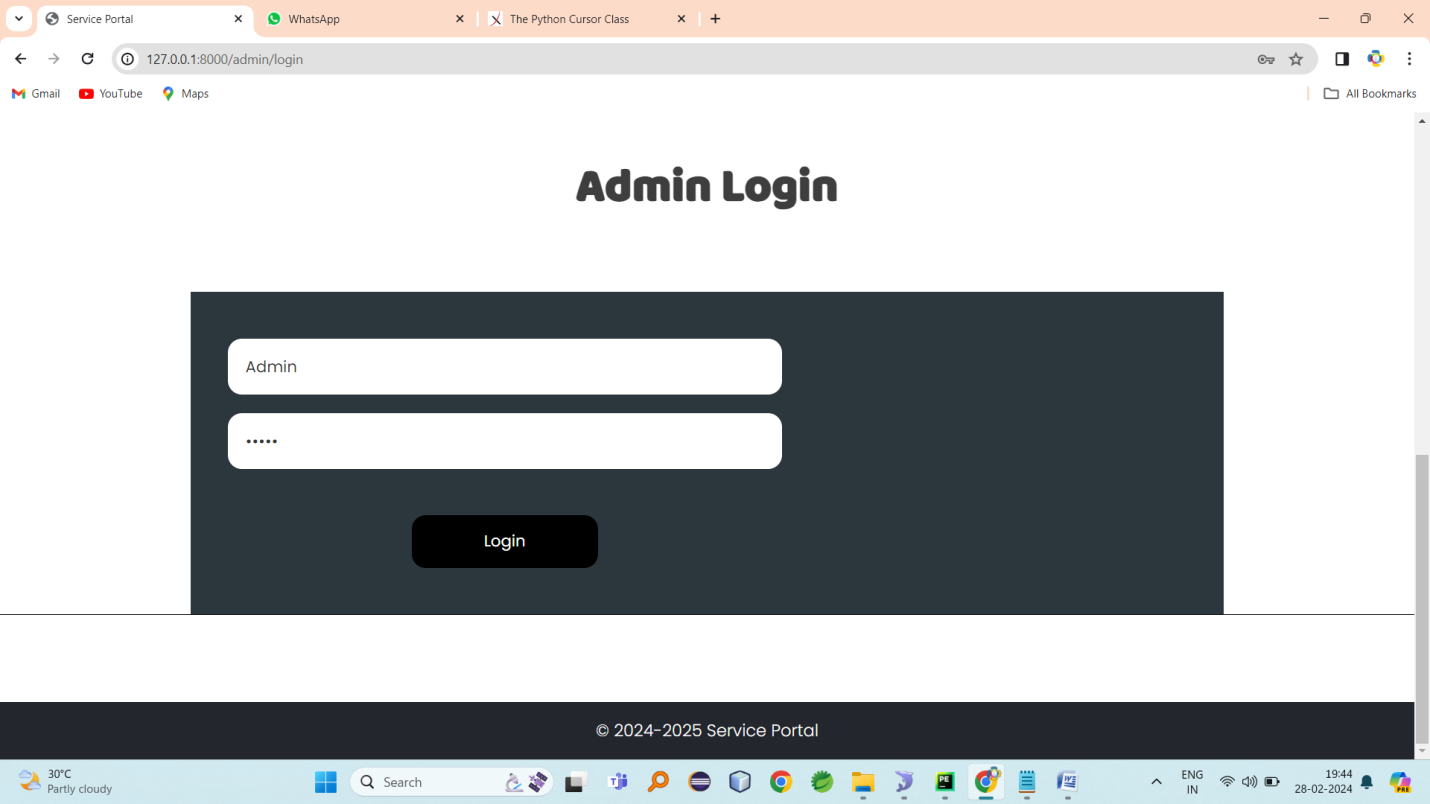 Service Portal
WhatsApp
The Python Cursor Class
127.0.0.1:8000/admin/login
Gmail
YouTube
Maps
All Bookmarks
Admin Login
Admin
•••••
Login
© 2024-2025 Service Portal
30°C
Partly cloudy
Search
ENG
IN
19:44
28-02-2024